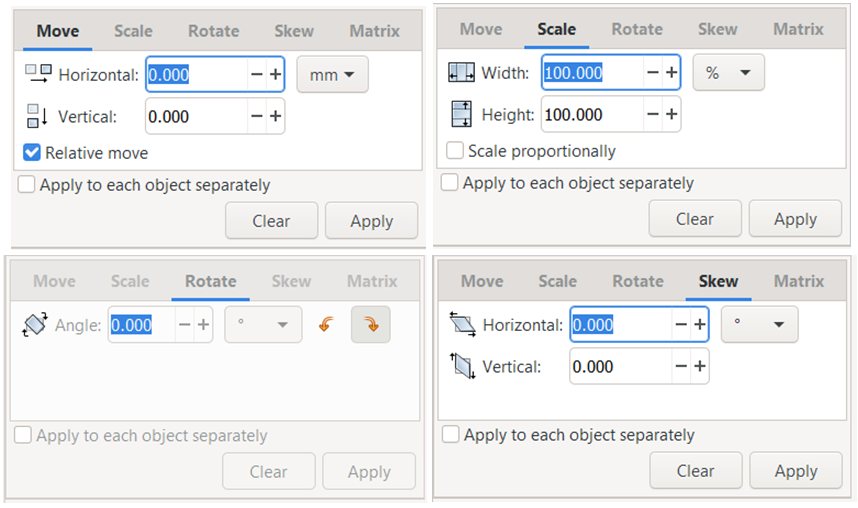 Move Scale Rotate Skew Matrix
Horizontal: 0.000 mm
Vertical: 0.000
Relative move
Apply to each object separately
Clear Apply
Move Scale Rotate Skew Matrix
Width: 100.000 %
Height: 100.000
Scale proportionally
Apply to each object separately
Clear Apply
Move Scale Rotate Skew Matrix
Angle: 0.000 °
Apply to each object separately
Clear Apply
Move Scale Rotate Skew Matrix
Horizontal: 0.000 °
Vertical: 0.000
Apply to each object separately
Clear Apply